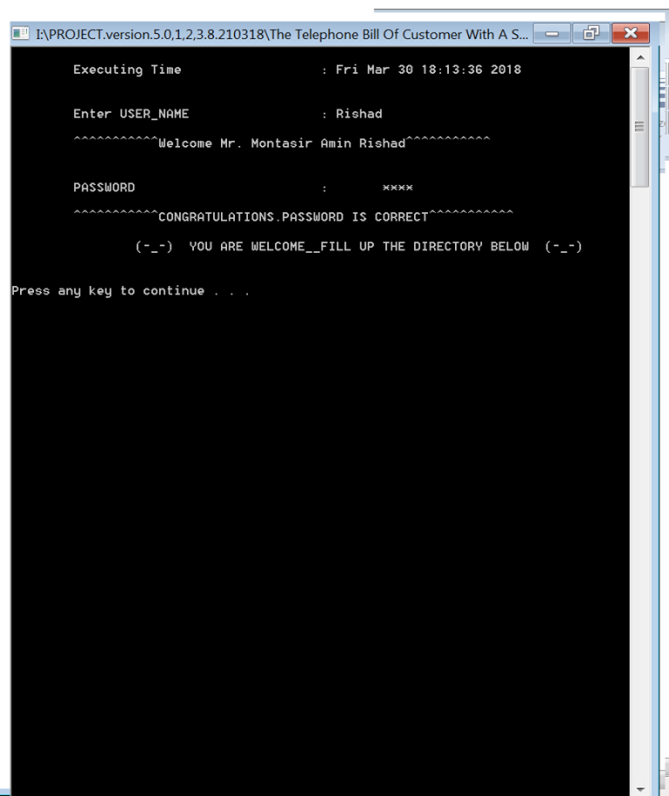 I:\PROJECT.version.5.0,1,2,3.8.210318\The Telephone Bill Of Customer With A S...
Executing Time : Fri Mar 30 18:13:36 2018
Enter USER_NAME : Rishad
^^^^^^^^^^^Welcome Mr. Montasir Amin Rishad^^^^^^^^^^^
PASSWORD : ****
^^^^^^^^^^^CONGRATULATIONS.PASSWORD IS CORRECT^^^^^^^^^^^
(-_-) YOU ARE WELCOME__FILL UP THE DIRECTORY BELOW (-_-)
Press any key to continue . . .